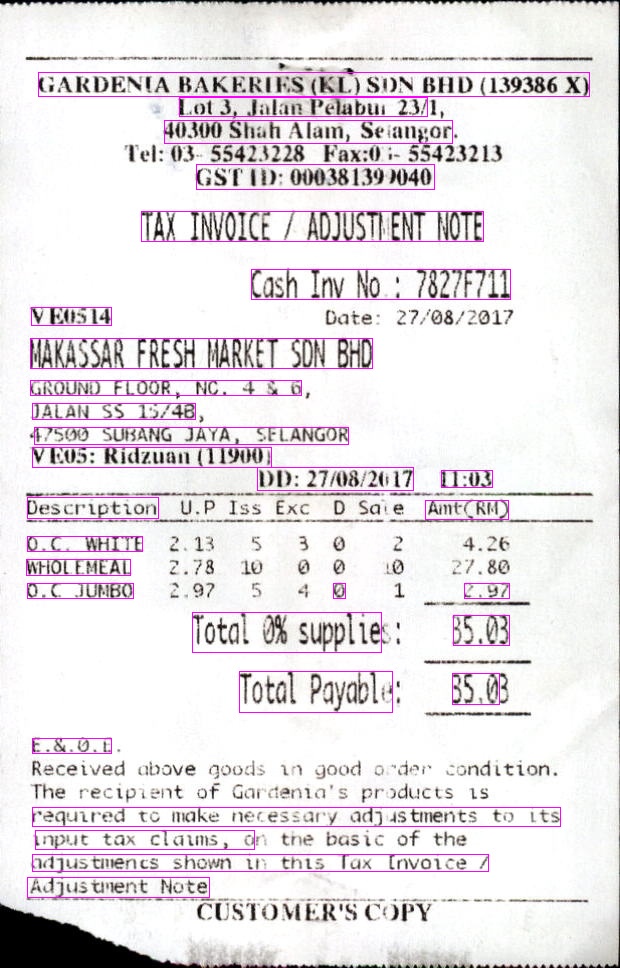 GARDENIA BAKERIES (KL) SDN BHD (139386 X)
Lot 3, Jalan Pelabur 23/1,
40300 Shah Alam, Selangor.
Tel: 03- 55423228 Fax:03- 55423213
GST ID: 000381399040
TAX INVOICE / ADJUSTMENT NOTE
Cash Inv No.: 7827F711
VE0514 Date: 27/08/2017
MAKASSAR FRESH MARKET SDN BHD
GROUND FLOOR, NO. 4 & 6,
JALAN SS 15/4B,
47500 SUBANG JAYA, SELANGOR
VE05: Ridzuan (11900)
DD: 27/08/2017 11:03
Description U.P Iss Exc D Sale Amt(RM)
O.C. WHITE 2.13 5 3 0 2 4.26
WHOLEMEAL 2.78 10 0 0 10 27.80
O.C JUMBO 2.97 5 4 0 1 2.97
Total 0% supplies: 35.03
Total Payable: 35.03
E.&.O.E.
Received above goods in good order condition.
The recipient of Gardenia's products is
required to make necessary adjustments to its
input tax claims, on the basic of the
adjustments shown in this Tax Invoice /
Adjustment Note
CUSTOMER'S COPY